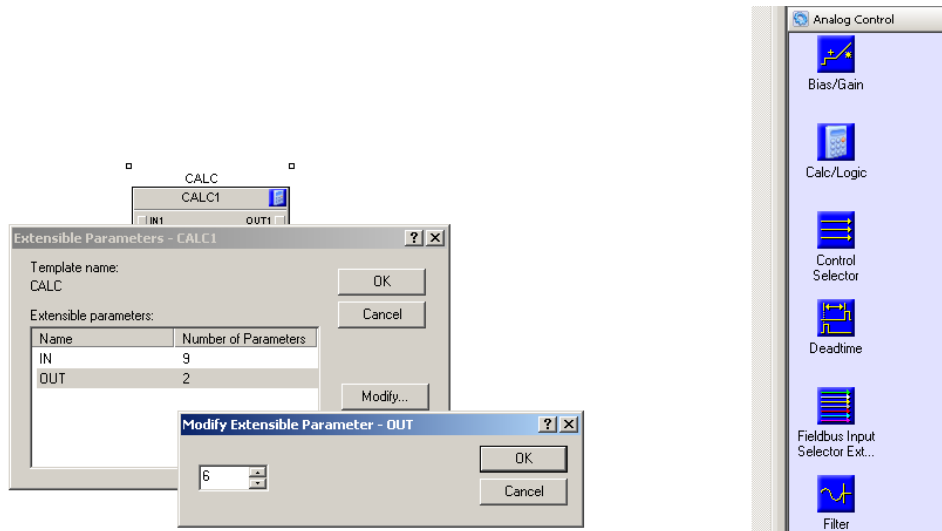 CALC
CALC1
IN1 OUT1
Extensible Parameters - CALC1
Template name:
CALC
OK
Cancel
Extensible parameters:
Name Number of Parameters
IN 9
OUT 2
Modify...
Modify Extensible Parameter - OUT
6
OK
Cancel
Analog Control
Bias/Gain
Calc/Logic
Control
Selector
Deadtime
Fieldbus Input
Selector Ext...
Filter